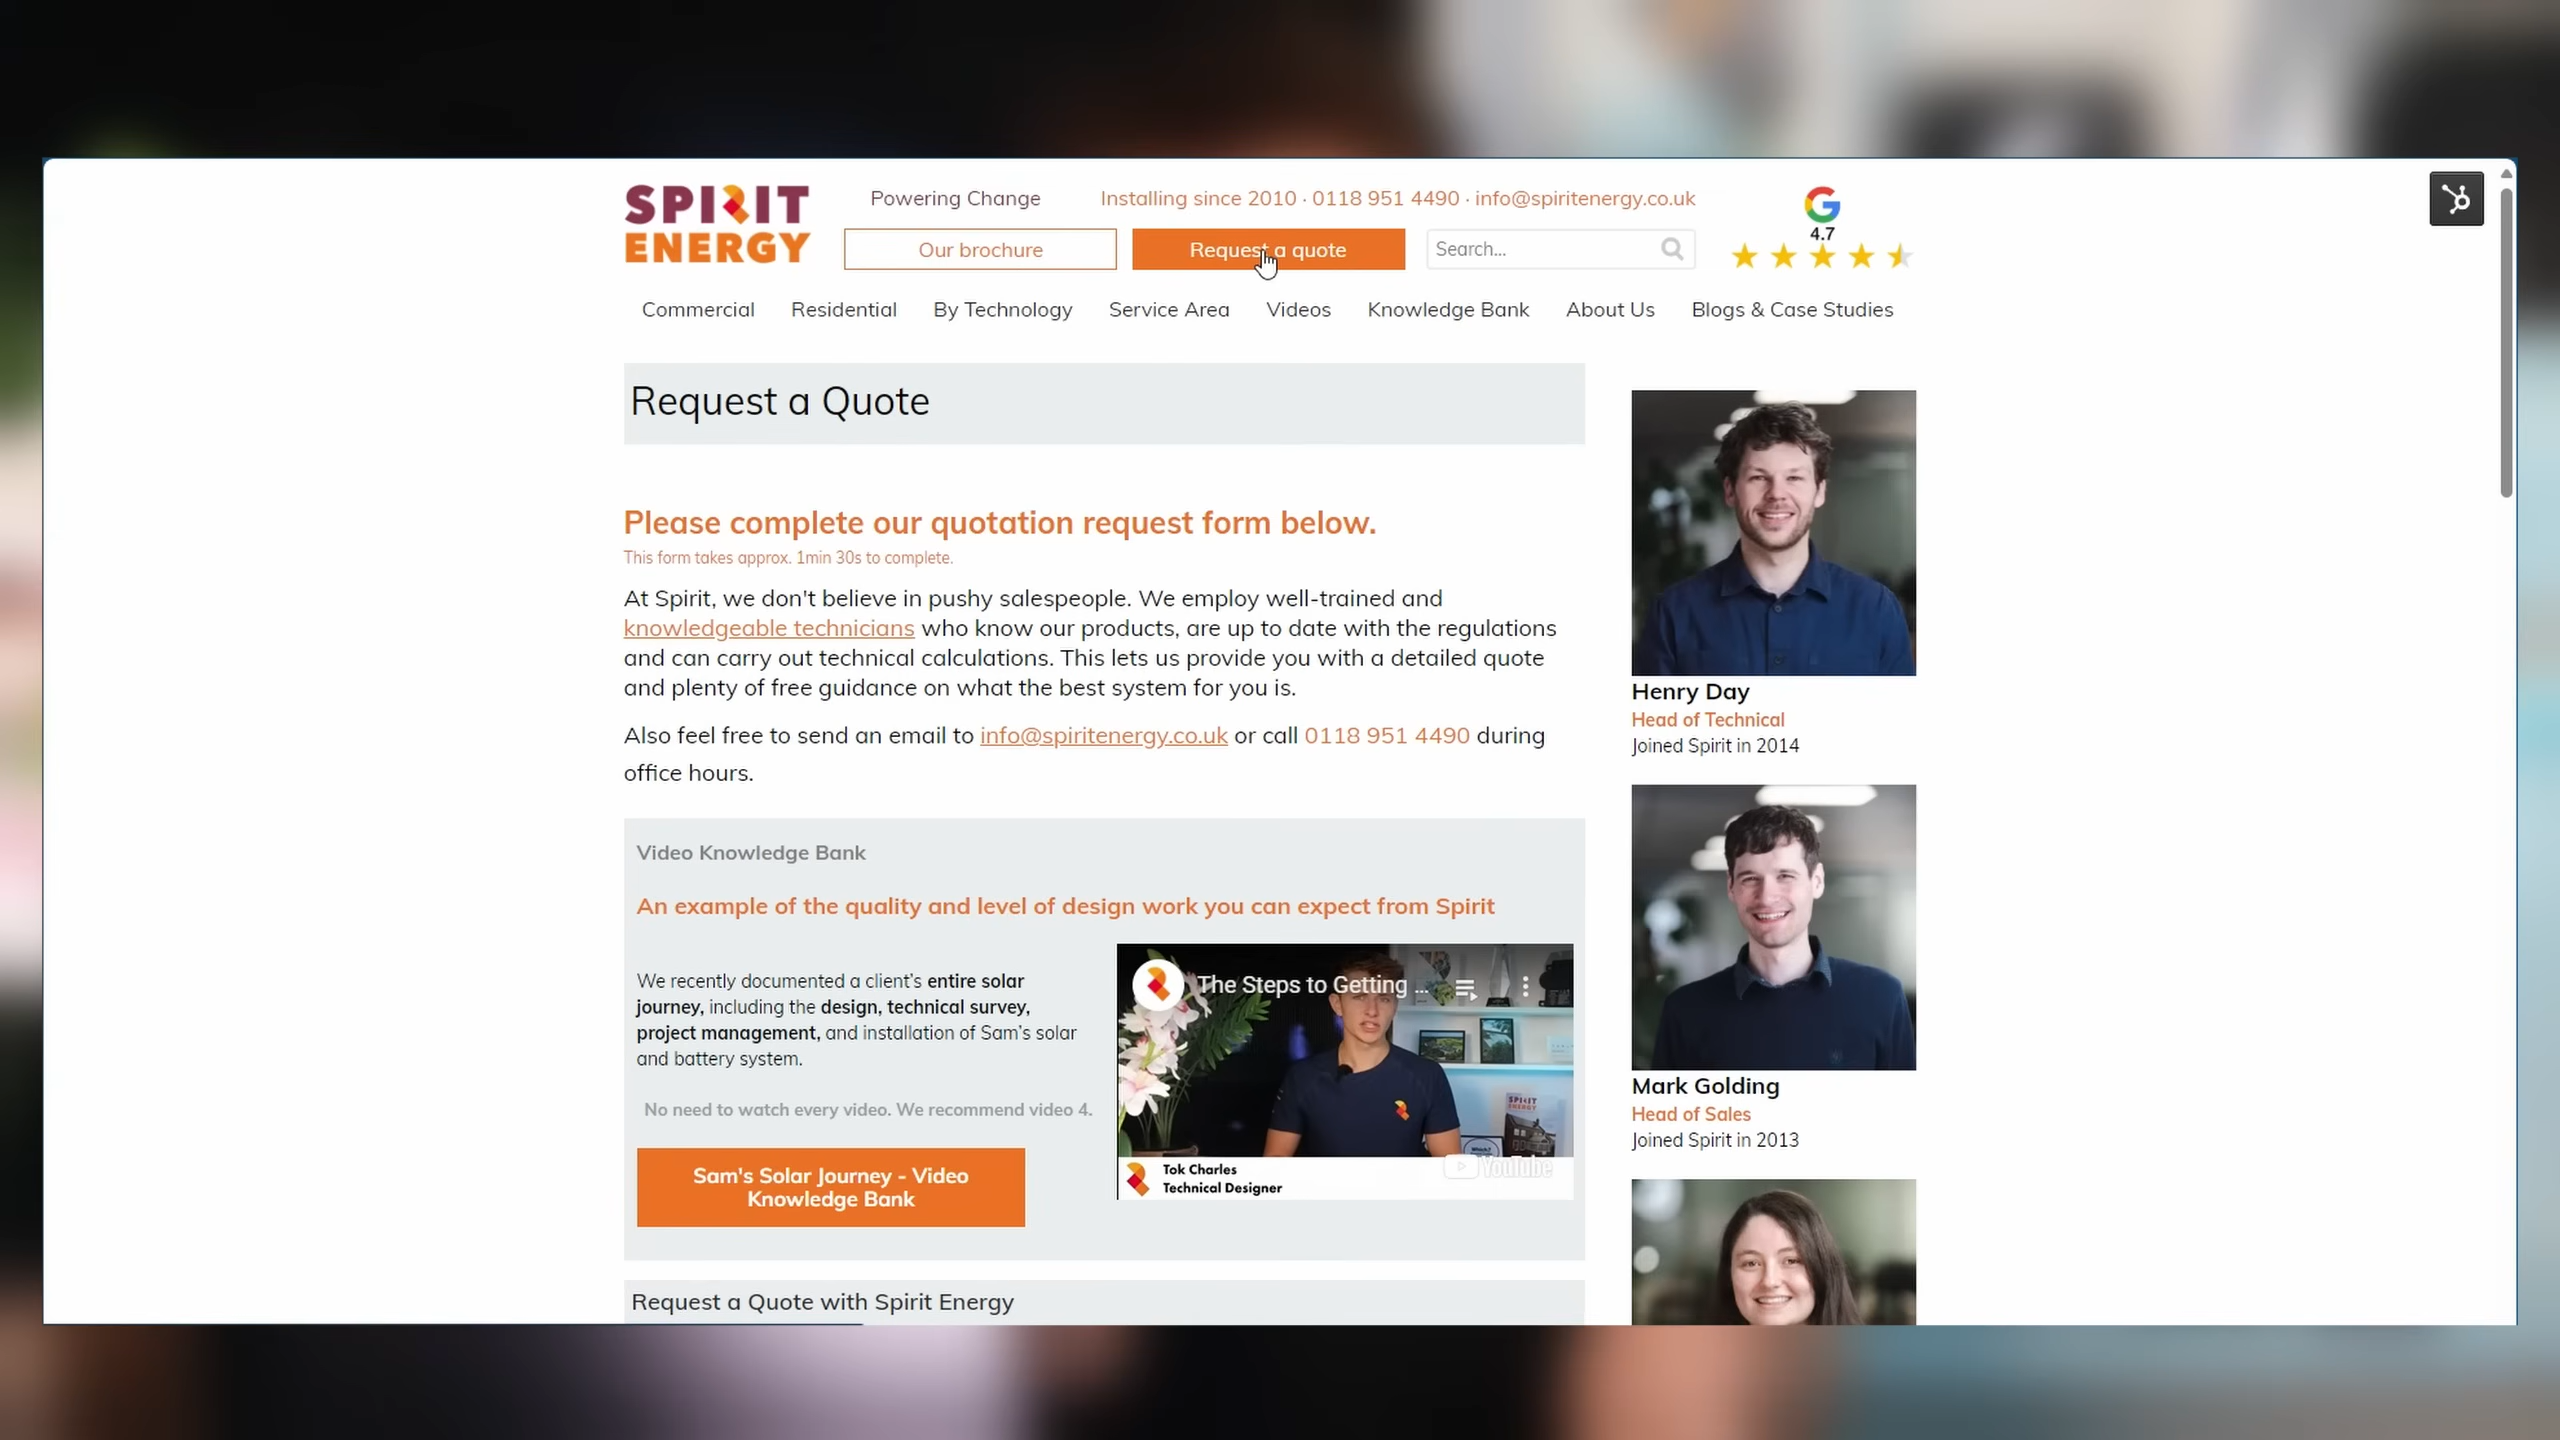 SPIRIT
ENERGY
Powering Change
Installing since 2010 · 0118 951 4490 · info@spiritenergy.co.uk
4.7
Our brochure
Request a quote
Search...
Commercial
Residential
By Technology
Service Area
Videos
Knowledge Bank
About Us
Blogs & Case Studies
Request a Quote
Please complete our quotation request form below.
This form takes approx. 1min 30s to complete.
At Spirit, we don't believe in pushy salespeople. We employ well-trained and
knowledgeable technicians who know our products, are up to date with the regulations
and can carry out technical calculations. This lets us provide you with a detailed quote
and plenty of free guidance on what the best system for you is.
Also feel free to send an email to info@spiritenergy.co.uk or call 0118 951 4490 during
office hours.
Video Knowledge Bank
An example of the quality and level of design work you can expect from Spirit
We recently documented a client's entire solar
journey, including the design, technical survey,
project management, and installation of Sam's solar
and battery system.
No need to watch every video. We recommend video 4.
Sam's Solar Journey - Video
Knowledge Bank
The Steps to Getting ...
SPIRIT
ENERGY
Tok Charles
Technical Designer
YouTube
Request a Quote with Spirit Energy
Henry Day
Head of Technical
Joined Spirit in 2014
Mark Golding
Head of Sales
Joined Spirit in 2013